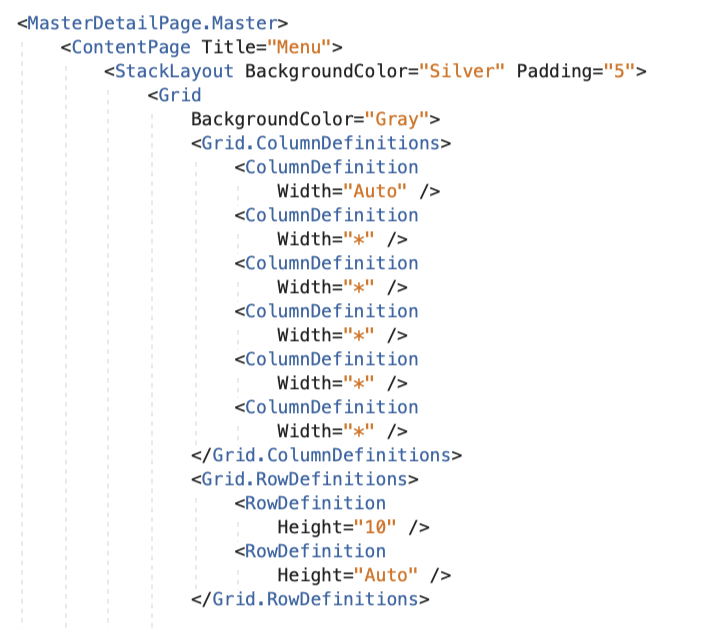 <MasterDetailPage.Master>
<ContentPage Title="Menu">
<StackLayout BackgroundColor="Silver" Padding="5">
<Grid
BackgroundColor="Gray">
<Grid.ColumnDefinitions>
<ColumnDefinition
Width="Auto" />
<ColumnDefinition
Width="*" />
<ColumnDefinition
Width="*" />
<ColumnDefinition
Width="*" />
<ColumnDefinition
Width="*" />
<ColumnDefinition
Width="*" />
</Grid.ColumnDefinitions>
<Grid.RowDefinitions>
<RowDefinition
Height="10" />
<RowDefinition
Height="Auto" />
</Grid.RowDefinitions>